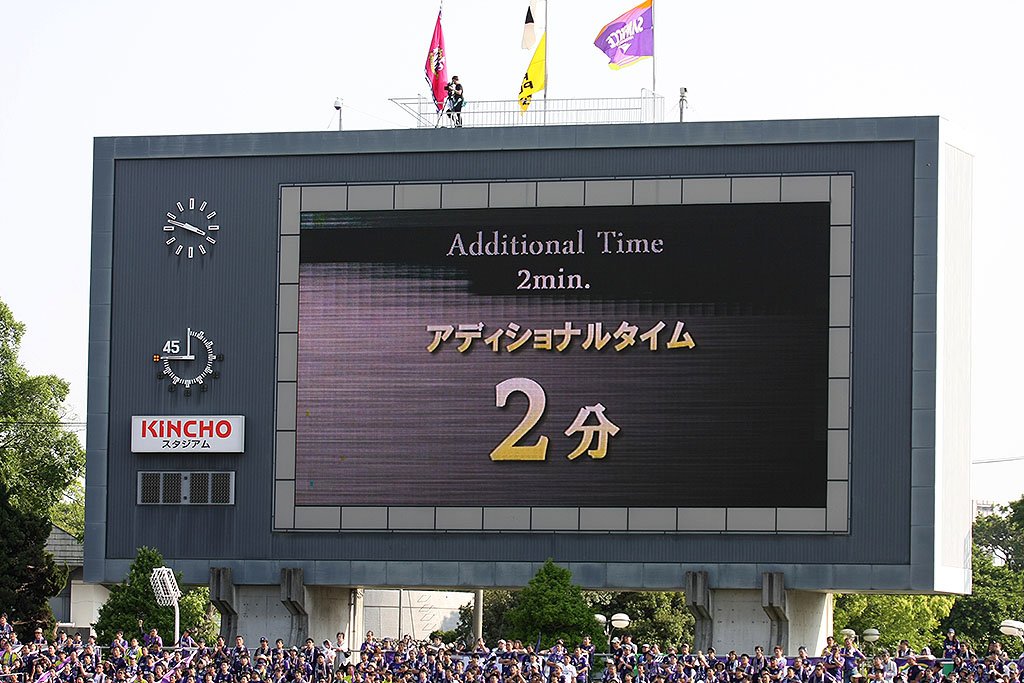 SANFRECCE
Additional Time
2min.
アディショナルタイム
2分
45
KiNCHO
スタジアム